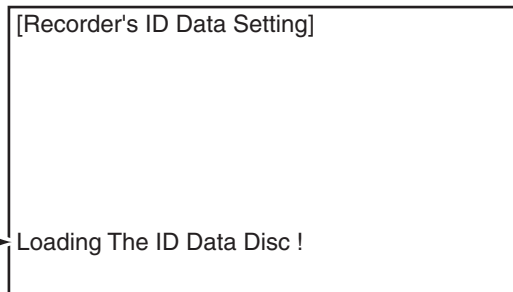 [Recorder's ID Data Setting]
Loading The ID Data Disc !